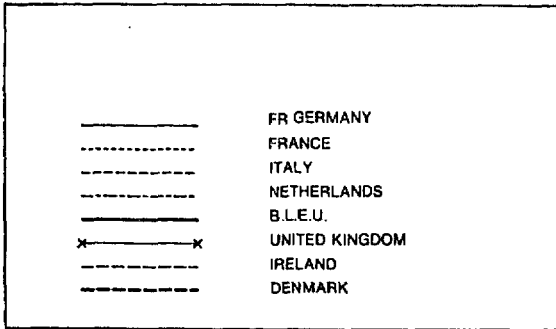 FR GERMANY
FRANCE
ITALY
NETHERLANDS
B.L.E.U.
UNITED KINGDOM
IRELAND
DENMARK